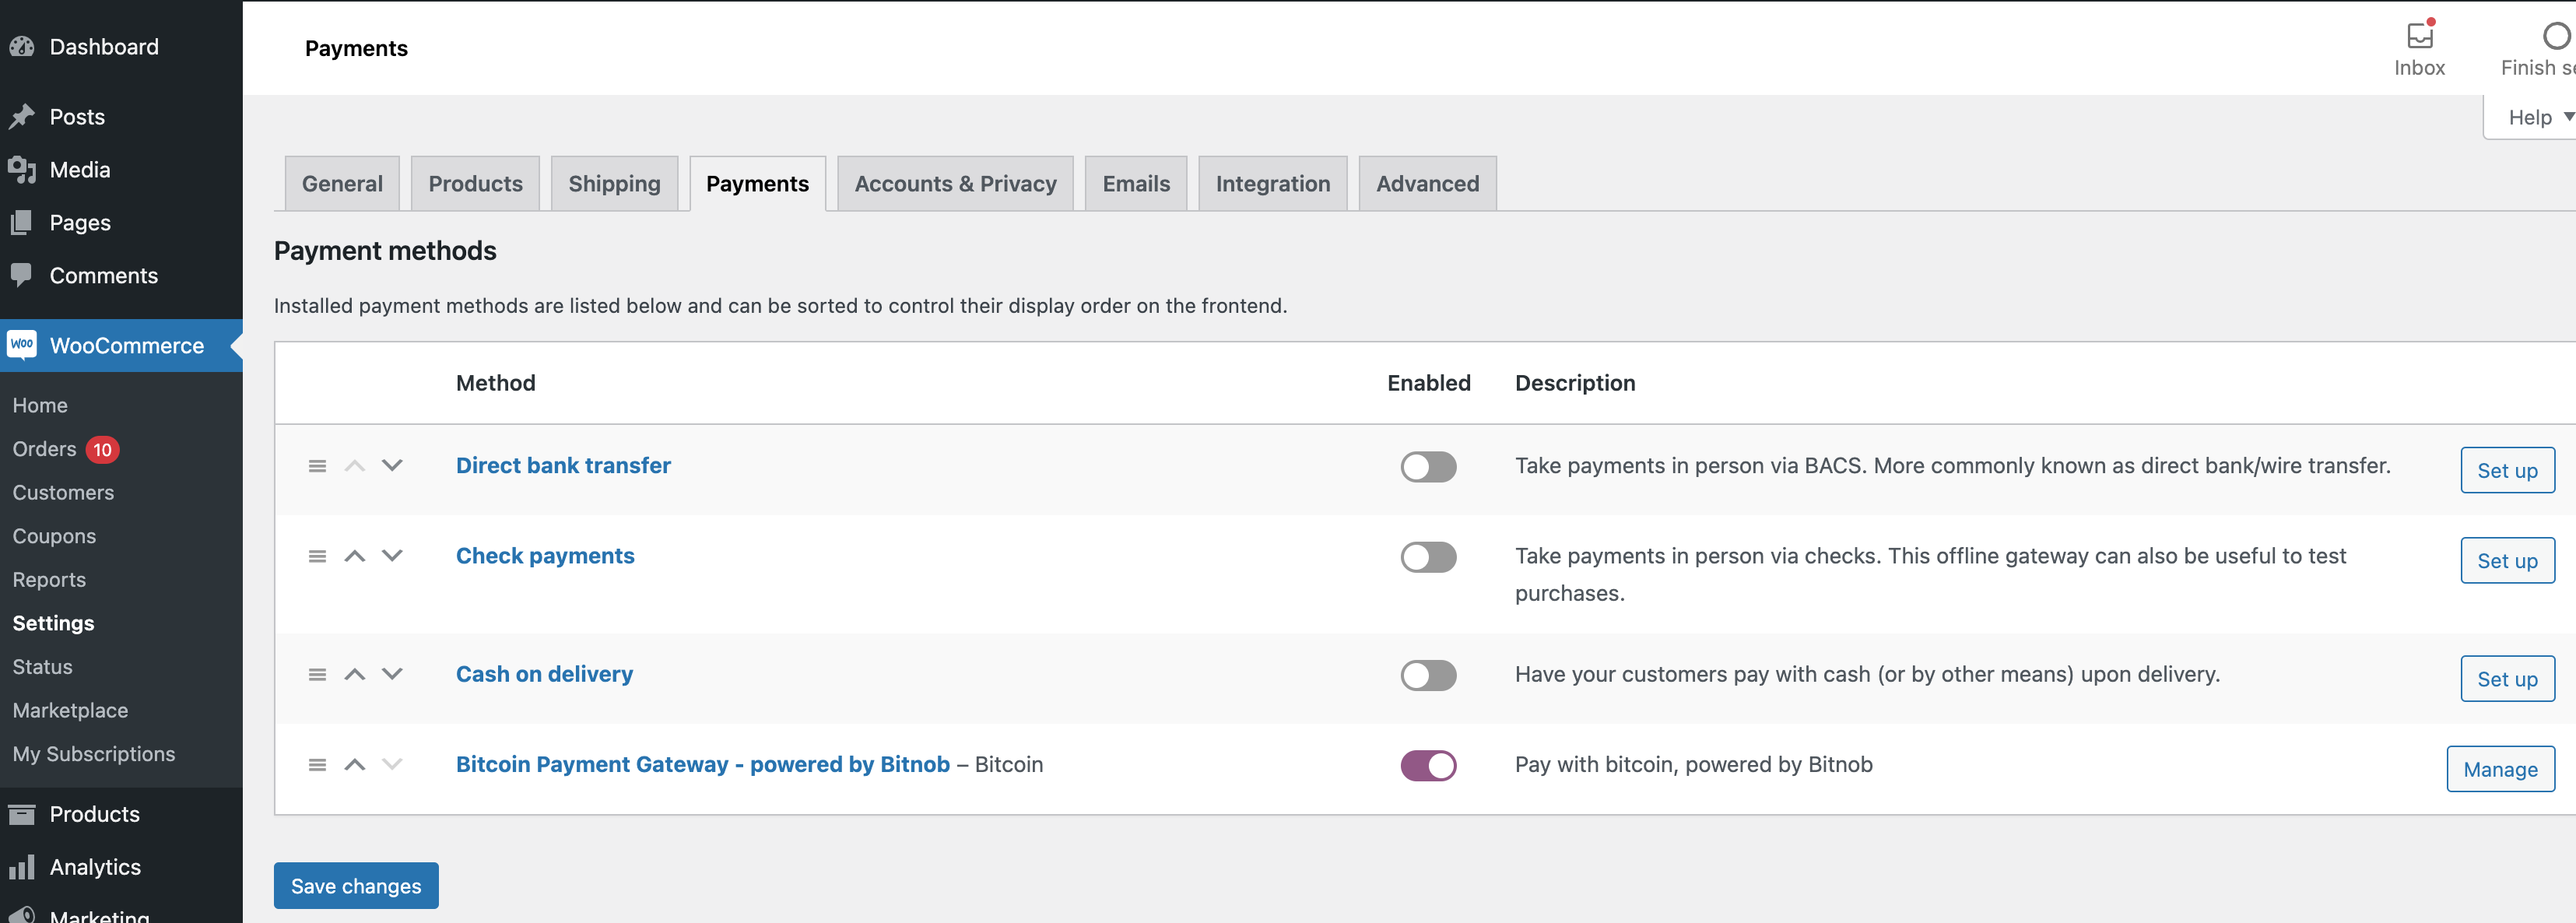 Dashboard
Posts
Media
Pages
Comments
Woo WooCommerce
Home
Orders 10
Customers
Coupons
Reports
Settings
Status
Marketplace
My Subscriptions
Products
Analytics
Marketing
Payments
Inbox
Finish se
Help
General Products Shipping Payments Accounts & Privacy Emails Integration Advanced
Payment methods
Installed payment methods are listed below and can be sorted to control their display order on the frontend.
Method Enabled Description
Direct bank transfer Take payments in person via BACS. More commonly known as direct bank/wire transfer. Set up
Check payments Take payments in person via checks. This offline gateway can also be useful to test Set up
purchases.
Cash on delivery Have your customers pay with cash (or by other means) upon delivery. Set up
Bitcoin Payment Gateway - powered by Bitnob – Bitcoin Pay with bitcoin, powered by Bitnob Manage
Save changes